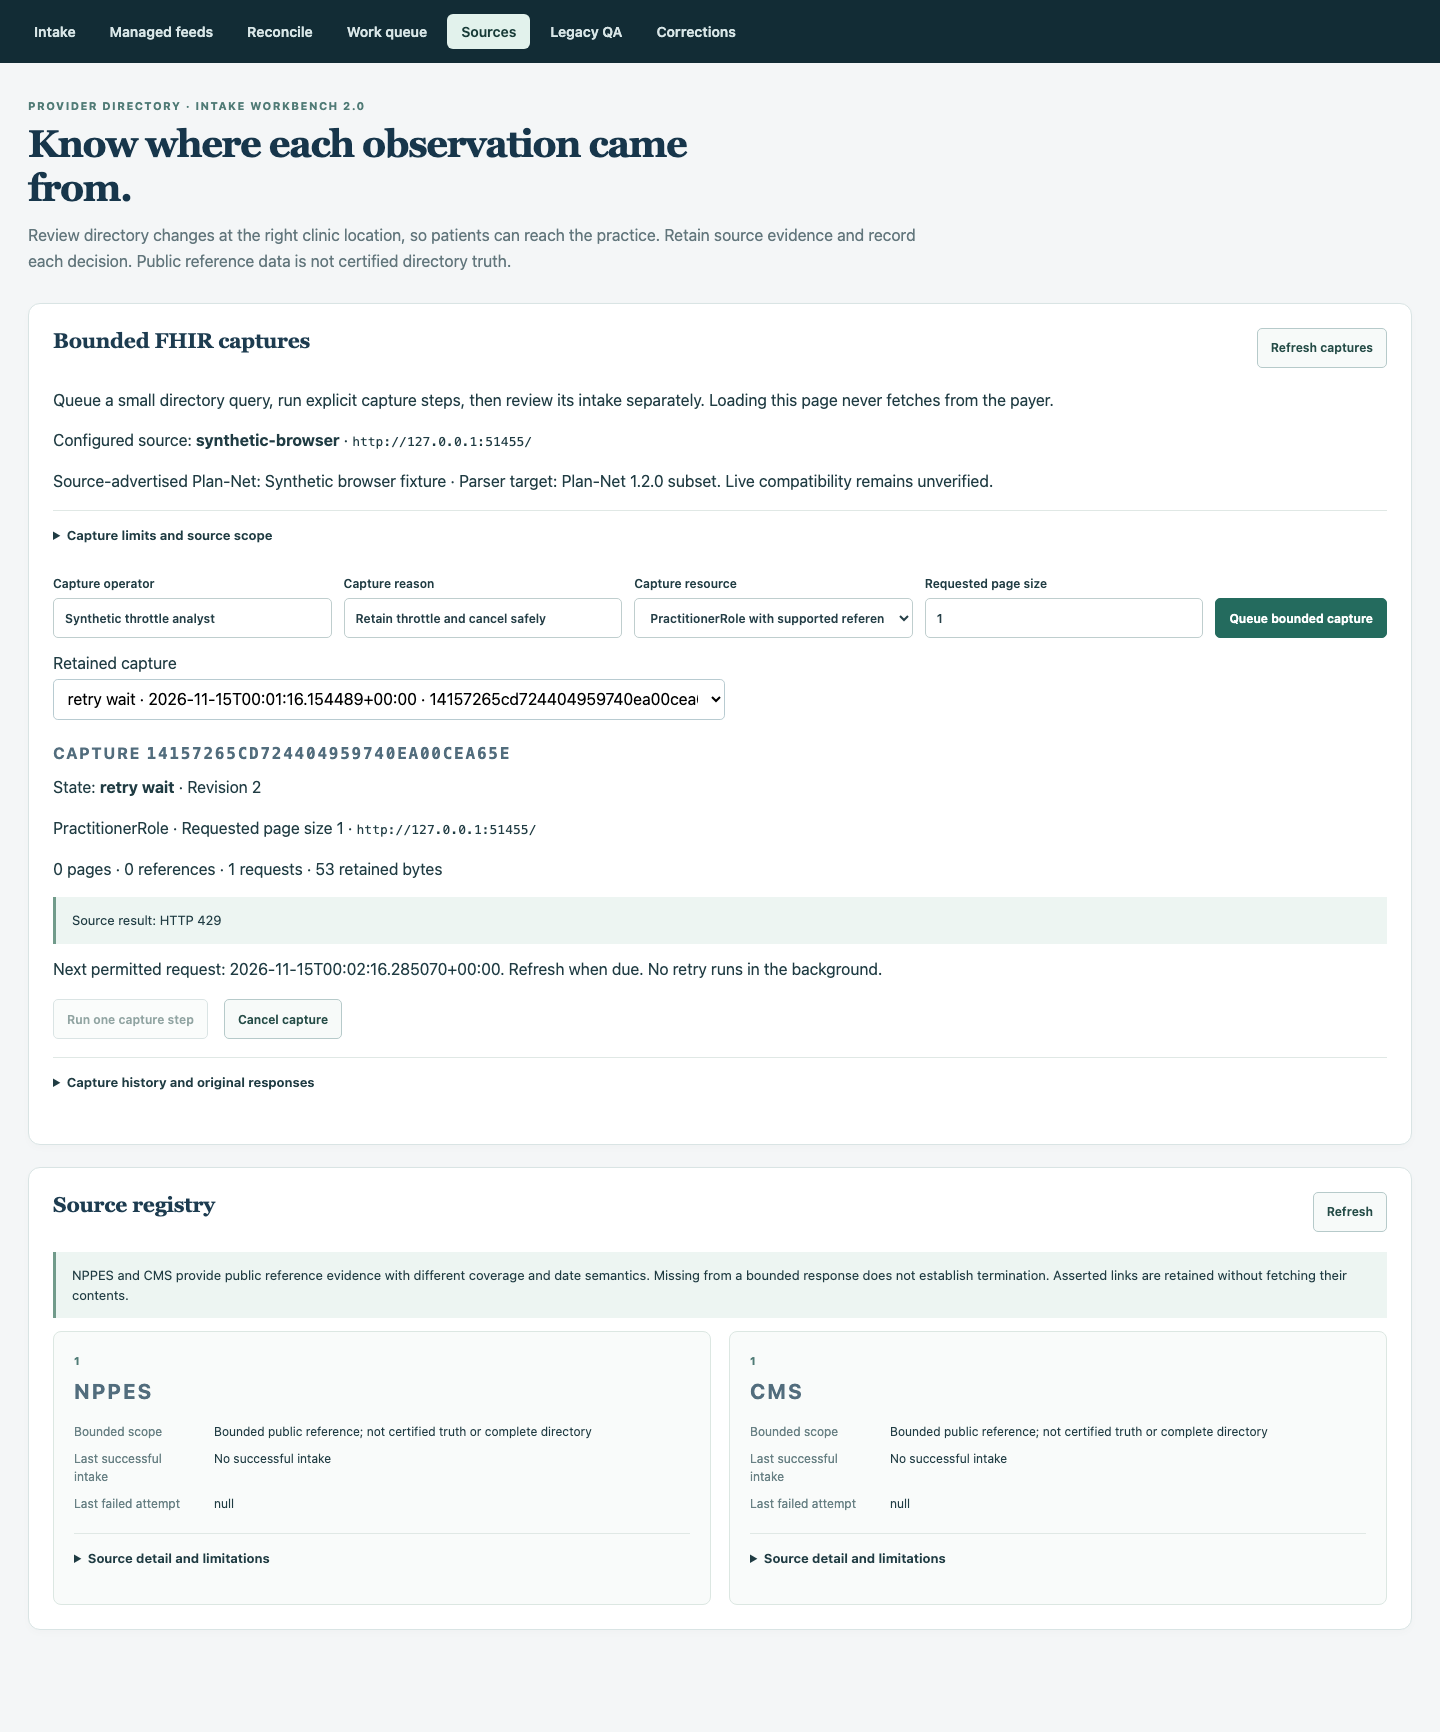 Intake
Managed feeds
Reconcile
Work queue
Sources
Legacy QA
Corrections
PROVIDER DIRECTORY · INTAKE WORKBENCH 2.0
Know where each observation came
from.
Review directory changes at the right clinic location, so patients can reach the practice. Retain source evidence and record
each decision. Public reference data is not certified directory truth.
Bounded FHIR captures
Refresh captures
Queue a small directory query, run explicit capture steps, then review its intake separately. Loading this page never fetches from the payer.
Configured source: synthetic-browser · http://127.0.0.1:51455/
Source-advertised Plan-Net: Synthetic browser fixture · Parser target: Plan-Net 1.2.0 subset. Live compatibility remains unverified.
Capture limits and source scope
Capture operator
Capture reason
Capture resource
Requested page size
Synthetic throttle analyst
Retain throttle and cancel safely
PractitionerRole with supported referen
1
Queue bounded capture
Retained capture
retry wait · 2026-11-15T00:01:16.154489+00:00 · 14157265cd724404959740ea00cea
CAPTURE 14157265CD724404959740EA00CEA65E
State: retry wait · Revision 2
PractitionerRole · Requested page size 1 · http://127.0.0.1:51455/
0 pages · 0 references · 1 requests · 53 retained bytes
Source result: HTTP 429
Next permitted request: 2026-11-15T00:02:16.285070+00:00. Refresh when due. No retry runs in the background.
Run one capture step
Cancel capture
Capture history and original responses
Source registry
Refresh
NPPES and CMS provide public reference evidence with different coverage and date semantics. Missing from a bounded response does not establish termination. Asserted links are retained without fetching their
contents.
1
NPPES
Bounded scope
Bounded public reference; not certified truth or complete directory
Last successful
intake
No successful intake
Last failed attempt
null
Source detail and limitations
1
CMS
Bounded scope
Bounded public reference; not certified truth or complete directory
Last successful
intake
No successful intake
Last failed attempt
null
Source detail and limitations